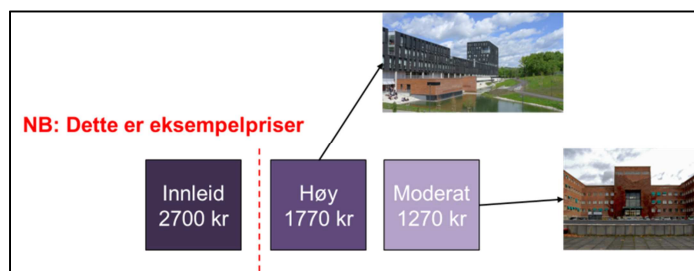 NB: Dette er eksempelpriser
Innleid
2700 kr
Høy
1770 kr
Moderat
1270 kr